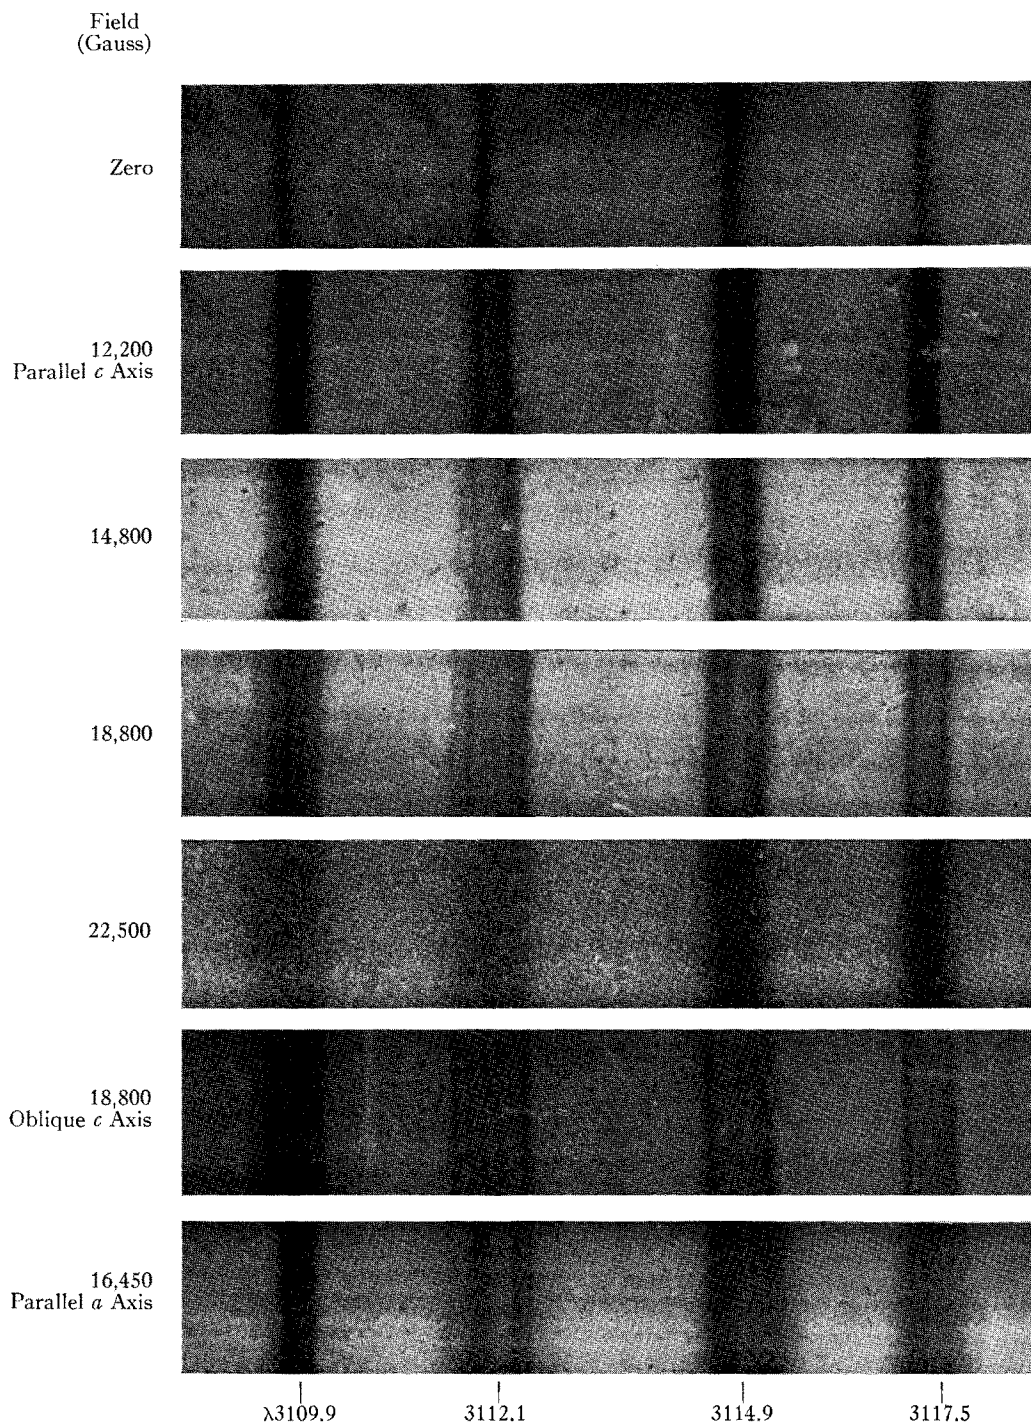 Field
(Gauss)
Zero
12,200
Parallel c Axis
14,800
18,800
22,500
18,800
Oblique c Axis
16,450
Parallel a Axis
λ3109.9 3112.1 3114.9 3117.5